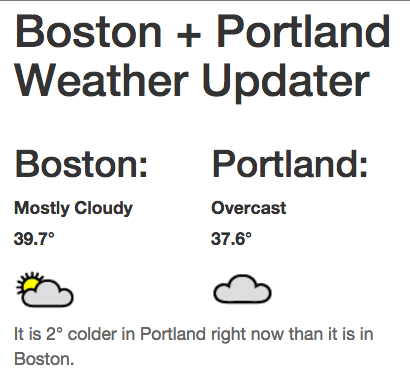 Boston + Portland
Weather Updater
Boston: Portland:
Mostly Cloudy Overcast
39.7° 37.6°
It is 2° colder in Portland right now than it is in
Boston.